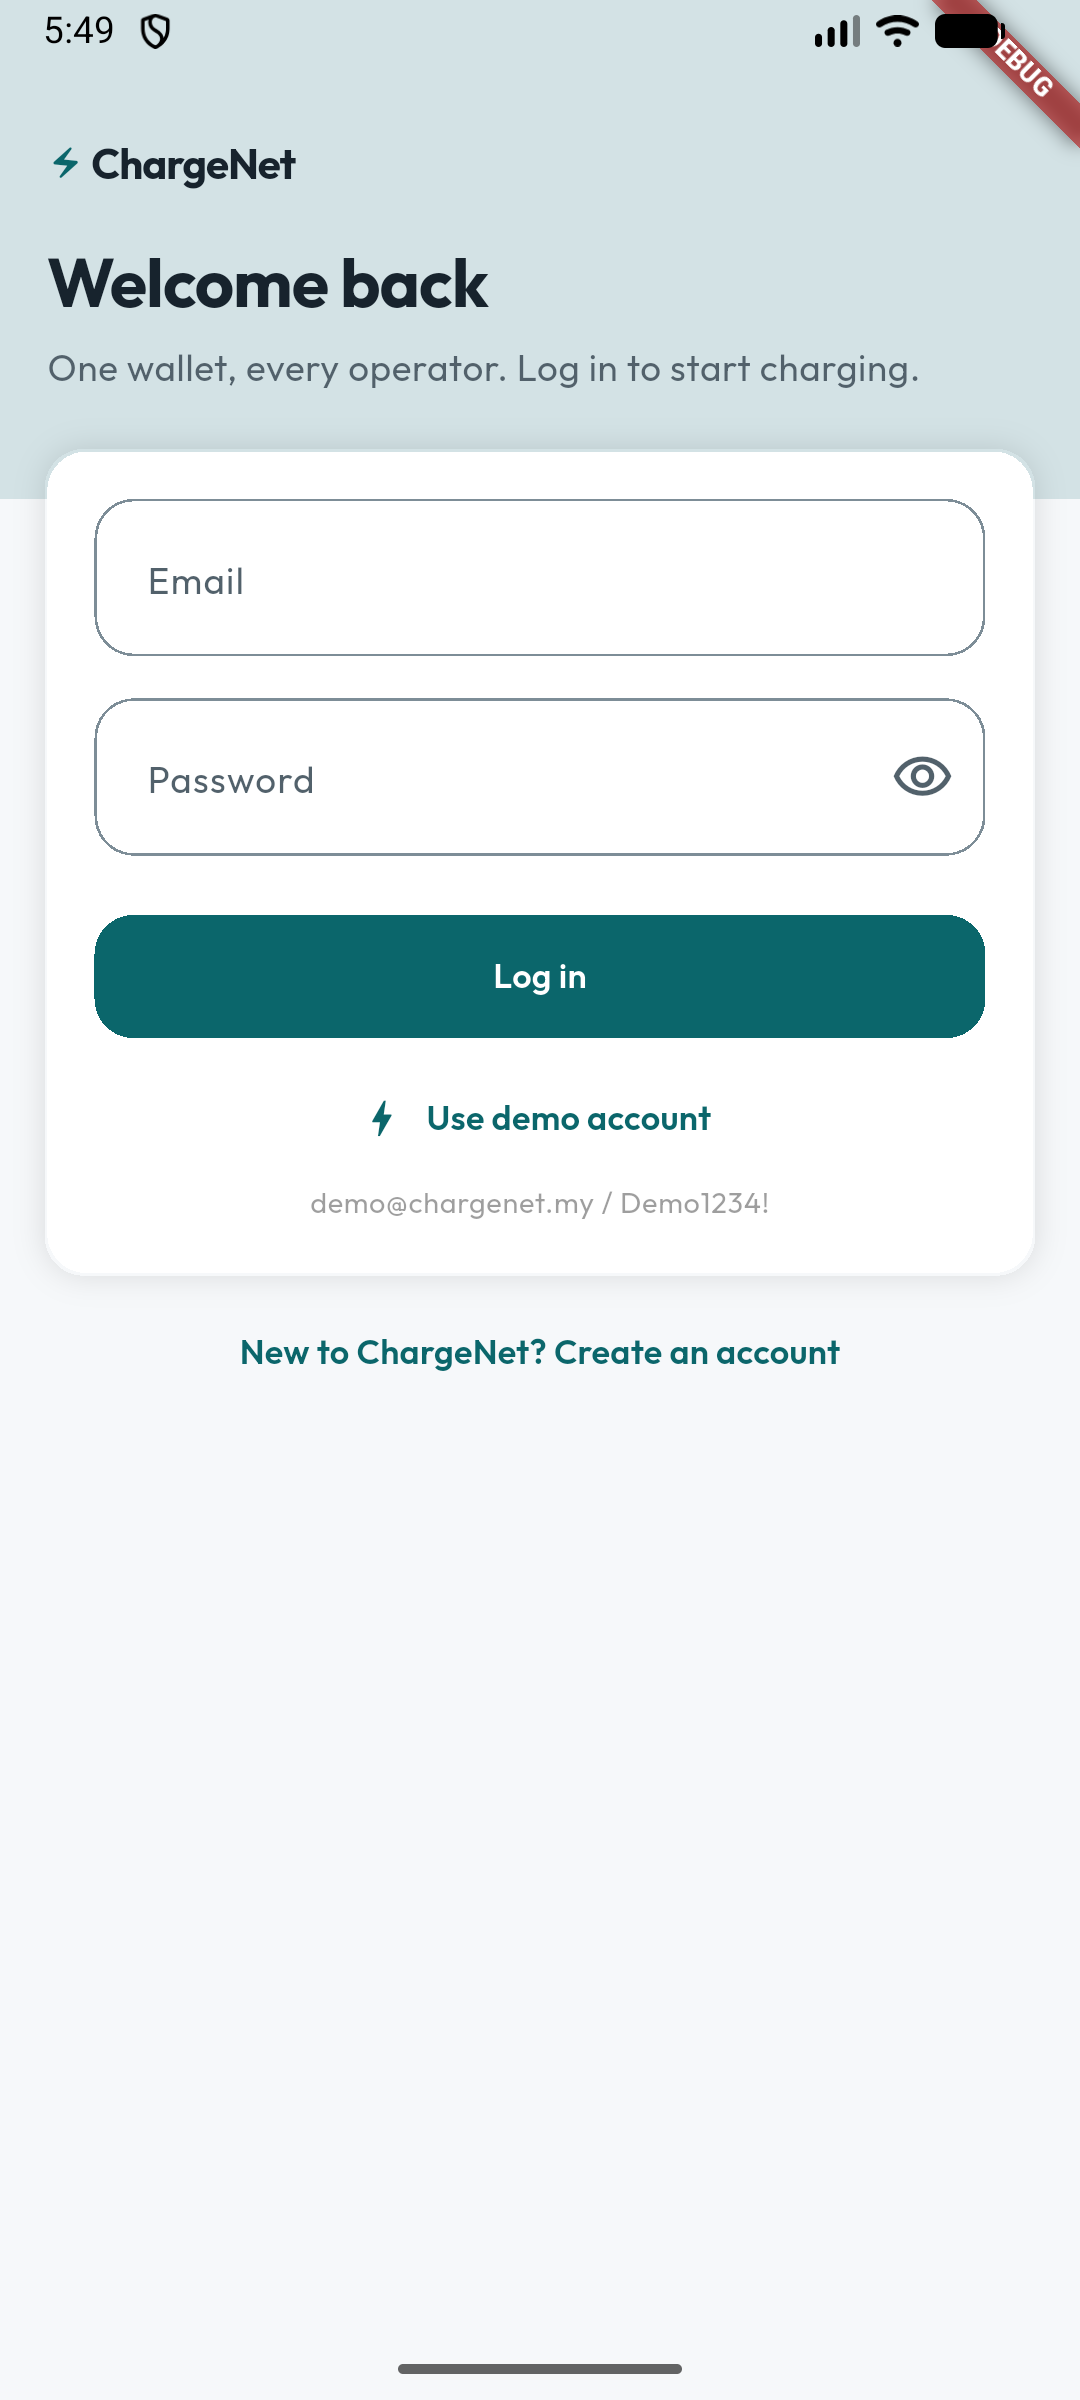 5:49
DEBUG
ChargeNet
Welcome back
One wallet, every operator. Log in to start charging.
Email
Password
Log in
Use demo account
demo@chargenet.my / Demo1234!
New to ChargeNet? Create an account